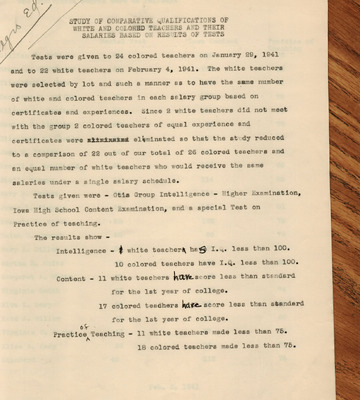 Ed.
STUDY OF COMPARATIVE QUALIFICATIONS OF
WHITE AND COLORED TEACHERS AND THEIR
SALARIES BASED ON RESULTS OF TESTS
Tests were given to 24 colored teachers on January 29, 1941
and to 22 white teachers on February 4, 1941. The white teachers
were selected by lot and such a manner as to have the same number
of white and colored teachers in each salary group based on
certificates and experiences. Since 2 white teachers did not meet
with the group 2 colored teachers of equal experience and
certificates were eliminated so that the study reduced
to a comparison of 22 out of our total of 26 colored teachers and
an equal number of white teachers who would receive the same
salaries under a single salary schedule.
Tests given were - Otis Group Intelligence - Higher Examination,
Iowa High School Content Examination, and a special Test on
Practice of teaching.
The results show -
Intelligence - 1 white teacher has I.Q. less than 100.
10 colored teachers have I.Q. less than 100.
Content - 11 white teachers have score less than standard
for the 1st year of college.
17 colored teachers have score less than standard
for the 1st year of college.
Practice of Teaching - 11 white teachers made less than 75.
18 colored teachers made less than 75.